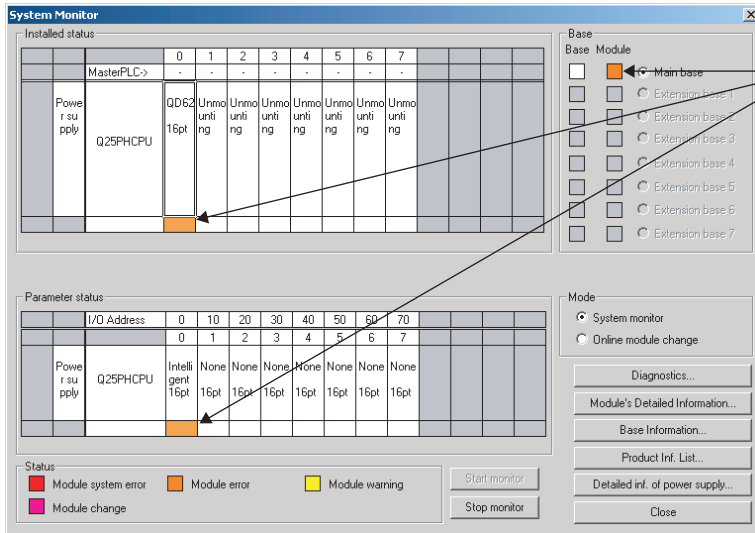 System Monitor
Installed status
0 1 2 3 4 5 6 7
MasterPLC-> - - - - - - - -
Powe
r su
pply
Q25PHCPU
QD62
16pt
Unmo
unti
ng
Unmo
unti
ng
Unmo
unti
ng
Unmo
unti
ng
Unmo
unti
ng
Unmo
unti
ng
Unmo
unti
ng
Base
Base Module
Main base
Extension base 1
Extension base 2
Extension base 3
Extension base 4
Extension base 5
Extension base 6
Extension base 7
Parameter status
I/O Address 0 10 20 30 40 50 60 70
0 1 2 3 4 5 6 7
Powe
r su
pply
Q25PHCPU
Intelli
gent
16pt
None
16pt
None
16pt
None
16pt
None
16pt
None
16pt
None
16pt
None
16pt
Mode
System monitor
Online module change
Diagnostics...
Module's Detailed Information...
Base Information...
Product Inf. List...
Detailed inf. of power supply...
Close
Status
Module system error
Module error
Module warning
Module change
Start monitor
Stop monitor